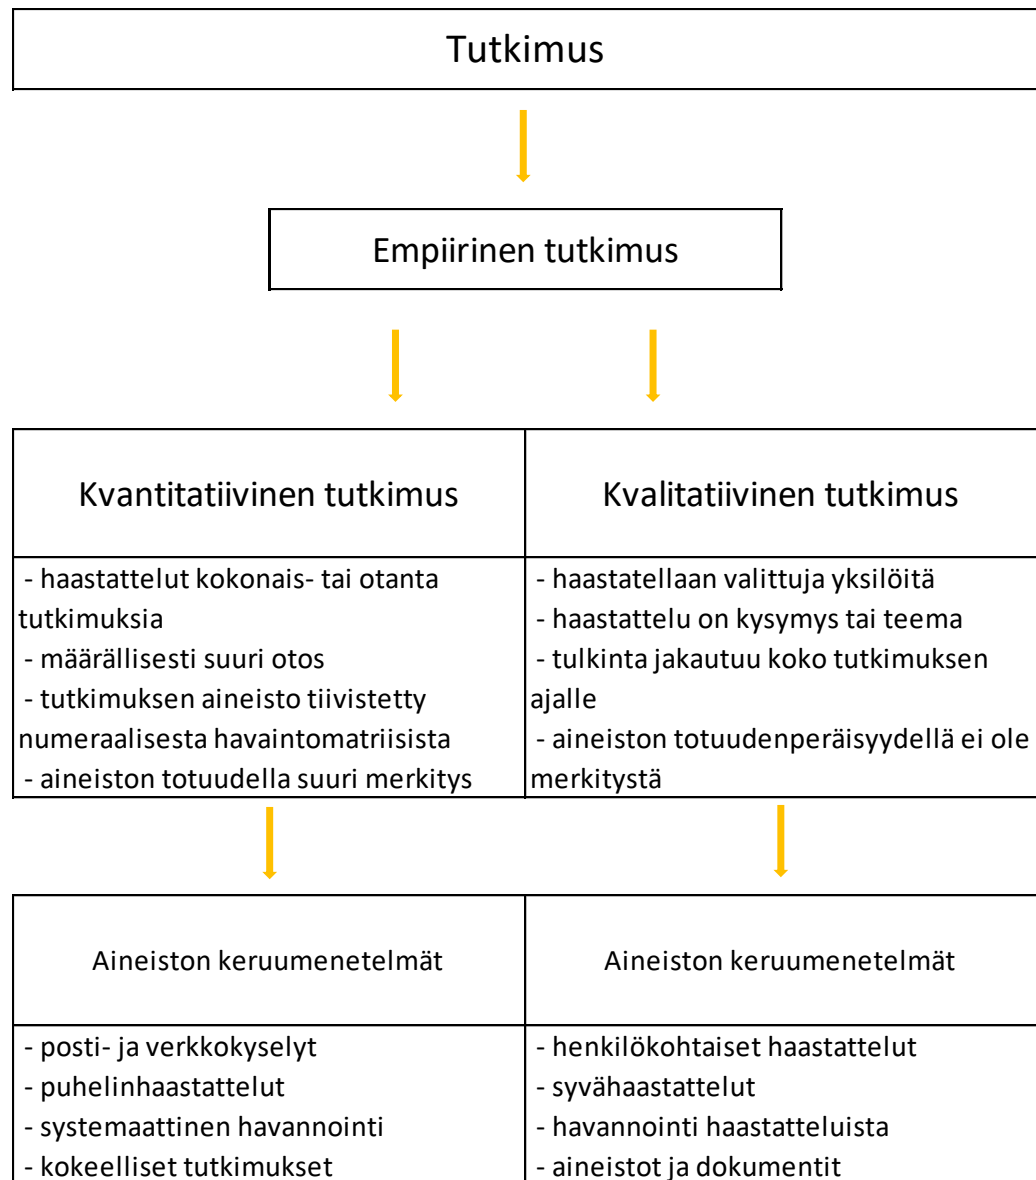 Tutkimus
Empiirinen tutkimus
Kvantitatiivinen tutkimus
Kvalitatiivinen tutkimus
- haastattelut kokonais- tai otanta
tutkimuksia
- määrällisesti suuri otos
- tutkimuksen aineisto tiivistetty
numeraalisesta havaintomatriisista
- aineiston totuudella suuri merkitys
- haastatellaan valittuja yksilöitä
- haastattelu on kysymys tai teema
- tulkinta jakautuu koko tutkimuksen
ajalle
- aineiston totuudenperäisyydellä ei ole
merkitystä
Aineiston keruumenetelmät
Aineiston keruumenetelmät
- posti- ja verkkokyselyt
- puhelinhaastattelut
- systemaattinen havannointi
- kokeelliset tutkimukset
- henkilökohtaiset haastattelut
- syvähaastattelut
- havannointi haastatteluista
- aineistot ja dokumentit